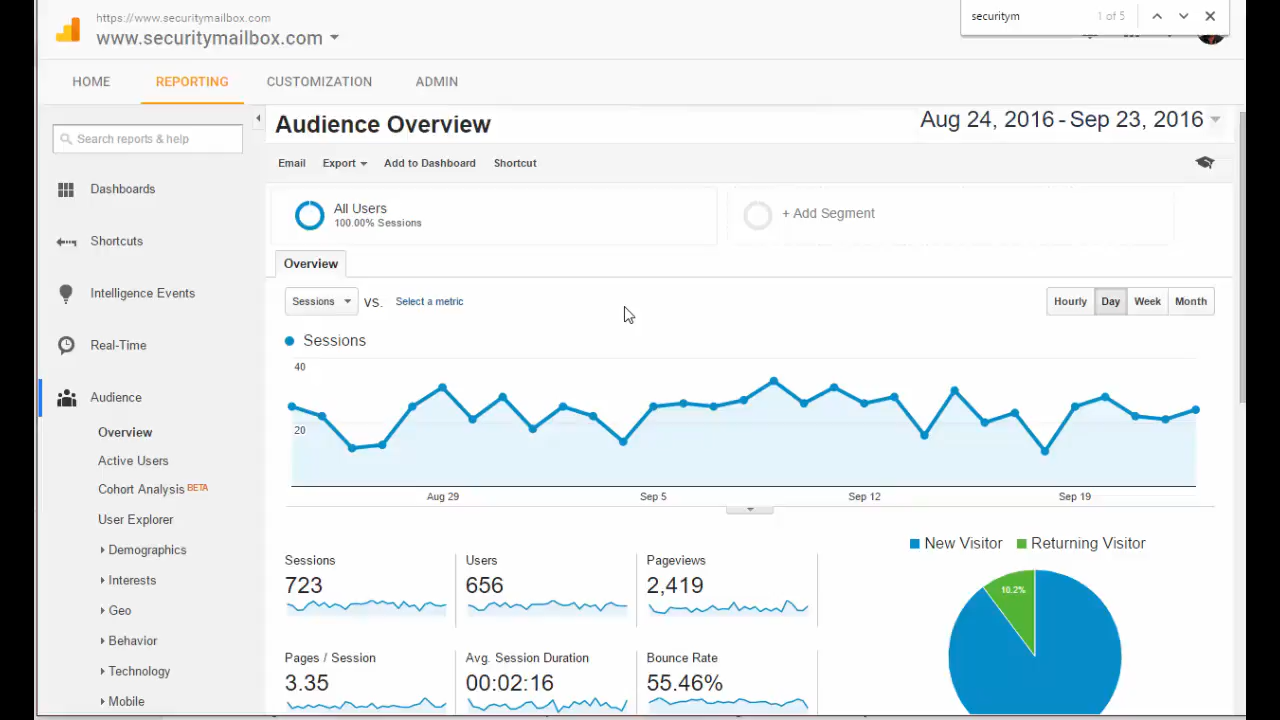 https://www.securitymailbox.com
www.securitymailbox.com
securitym 1 of 5
HOME REPORTING CUSTOMIZATION ADMIN
Search reports & help
Dashboards
Shortcuts
Intelligence Events
Real-Time
Audience
Overview
Active Users
Cohort Analysis BETA
User Explorer
Demographics
Interests
Geo
Behavior
Technology
Mobile
Audience Overview
Aug 24, 2016 - Sep 23, 2016
Email Export Add to Dashboard Shortcut
All Users
100.00% Sessions
+ Add Segment
Overview
Sessions VS. Select a metric
Hourly Day Week Month
Sessions
40
20
Aug 29 Sep 5 Sep 12 Sep 19
Sessions
723
Users
656
Pageviews
2,419
Pages / Session
3.35
Avg. Session Duration
00:02:16
Bounce Rate
55.46%
New Visitor Returning Visitor
10.2%